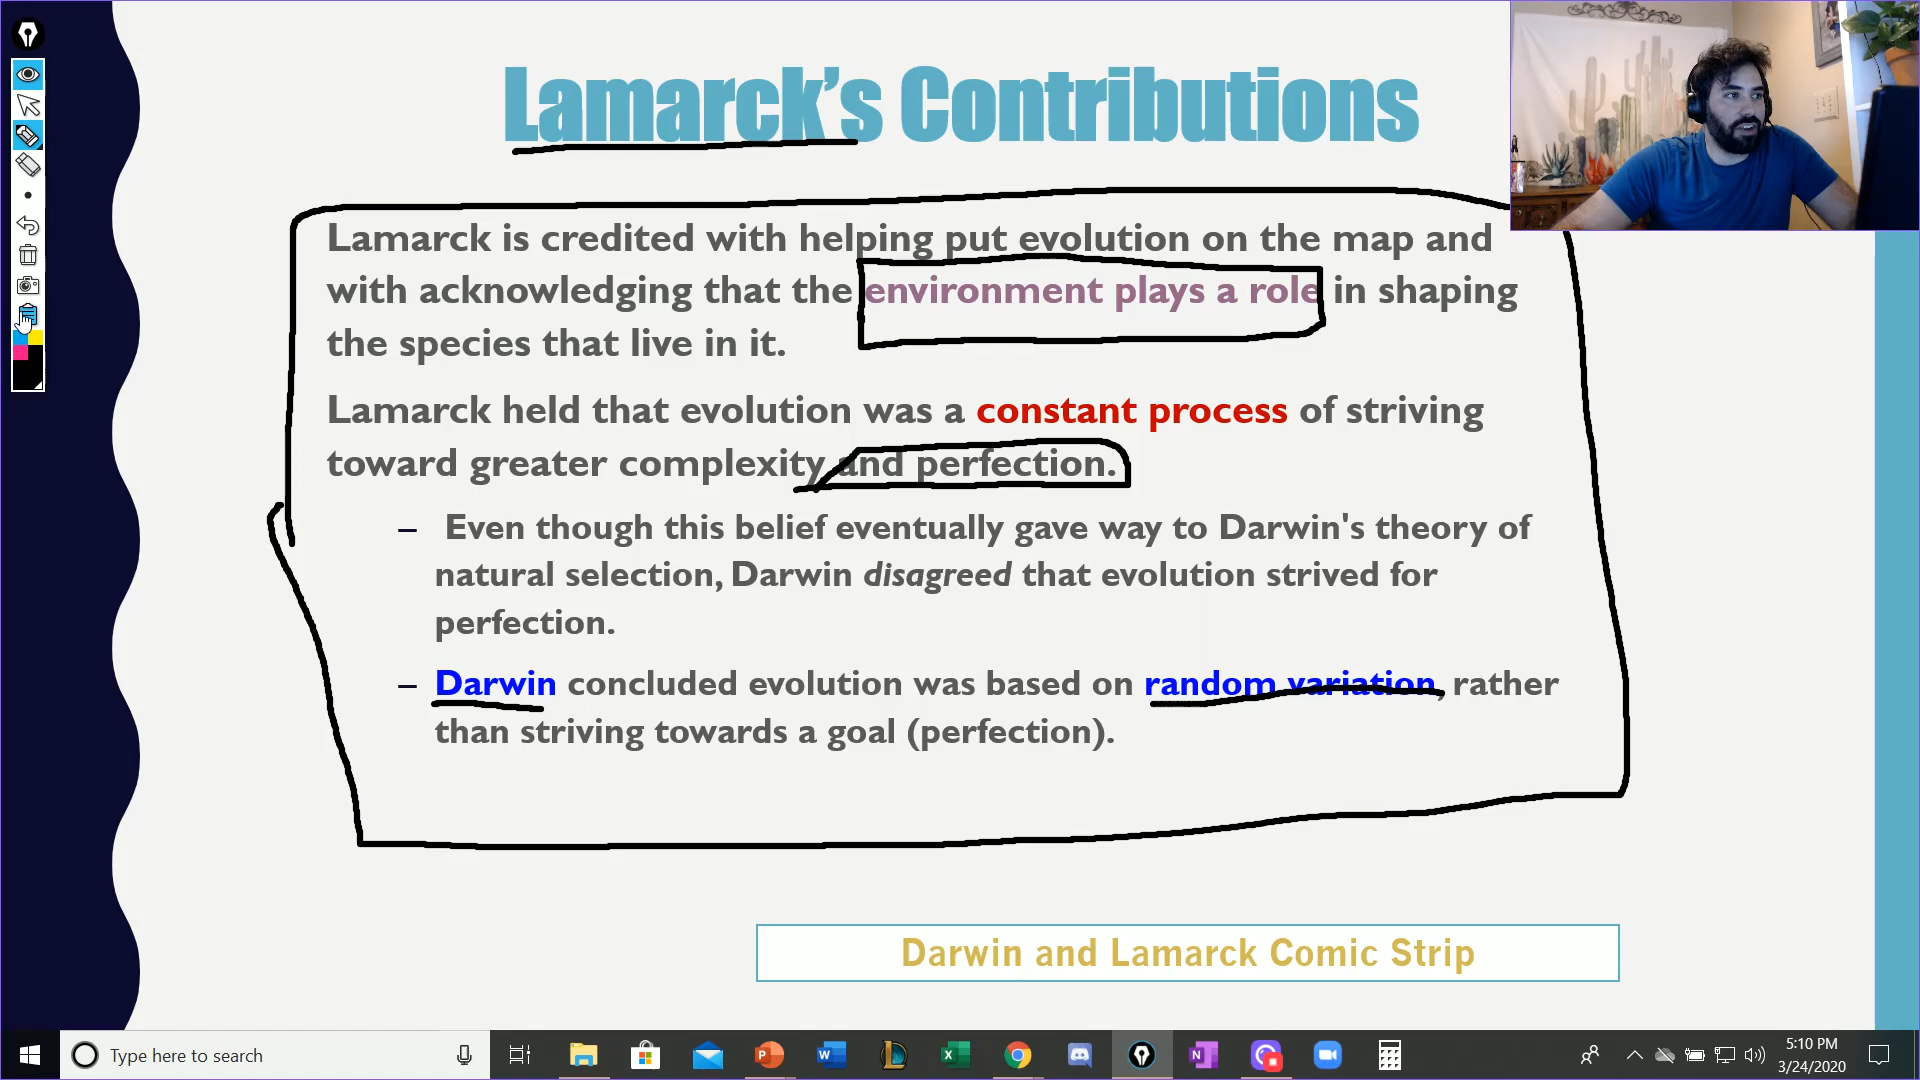 Lamarck's Contributions
Lamarck is credited with helping put evolution on the map and
with acknowledging that the environment plays a role in shaping
the species that live in it.
Lamarck held that evolution was a constant process of striving
toward greater complexity and perfection.
– Even though this belief eventually gave way to Darwin's theory of
natural selection, Darwin disagreed that evolution strived for
perfection.
– Darwin concluded evolution was based on random variation, rather
than striving towards a goal (perfection).
Darwin and Lamarck Comic Strip
Type here to search
5:10 PM
3/24/2020